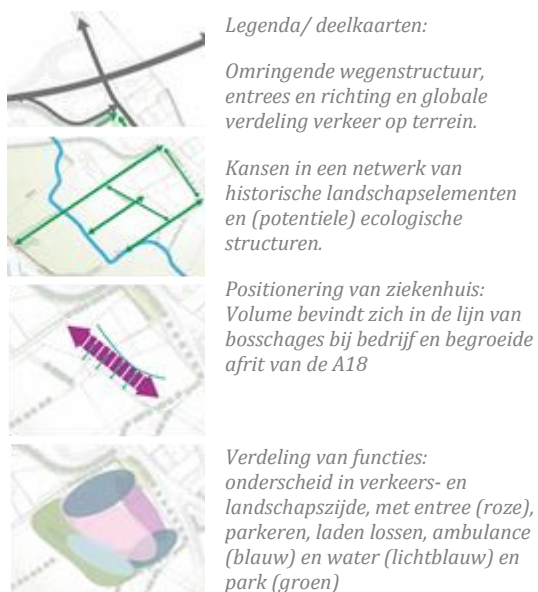 Legenda/ deelkaarten:
Omringende wegenstructuur,
entrees en richting en globale
verdeling verkeer op terrein.
Kansen in een netwerk van
historische landschapselementen
en (potentiele) ecologische
structuren.
Positionering van ziekenhuis:
Volume bevindt zich in de lijn van
bosschages bij bedrijf en begroeide
afrit van de A18
Verdeling van functies:
onderscheid in verkeers- en
landschapszijde, met entree (roze),
parkeren, laden lossen, ambulance
(blauw) en water (lichtblauw) en
park (groen)